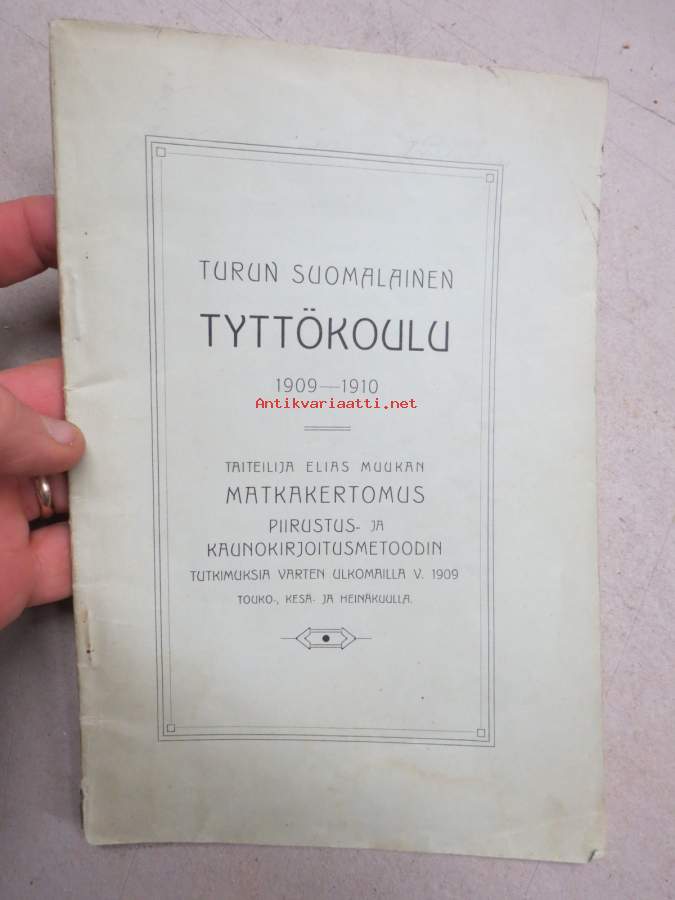 TURUN SUOMALAINEN
TYTTÖKOULU
1909—1910
Antikvariaatti.net
TAITEILIJA ELIAS MUUKAN
MATKAKERTOMUS
PIIRUSTUS- JA
KAUNOKIRJOITUSMETOODIN
TUTKIMUKSIA VARTEN ULKOMAILLA V. 1909
TOUKO-, KESÄ- JA HEINÄKUULLA.